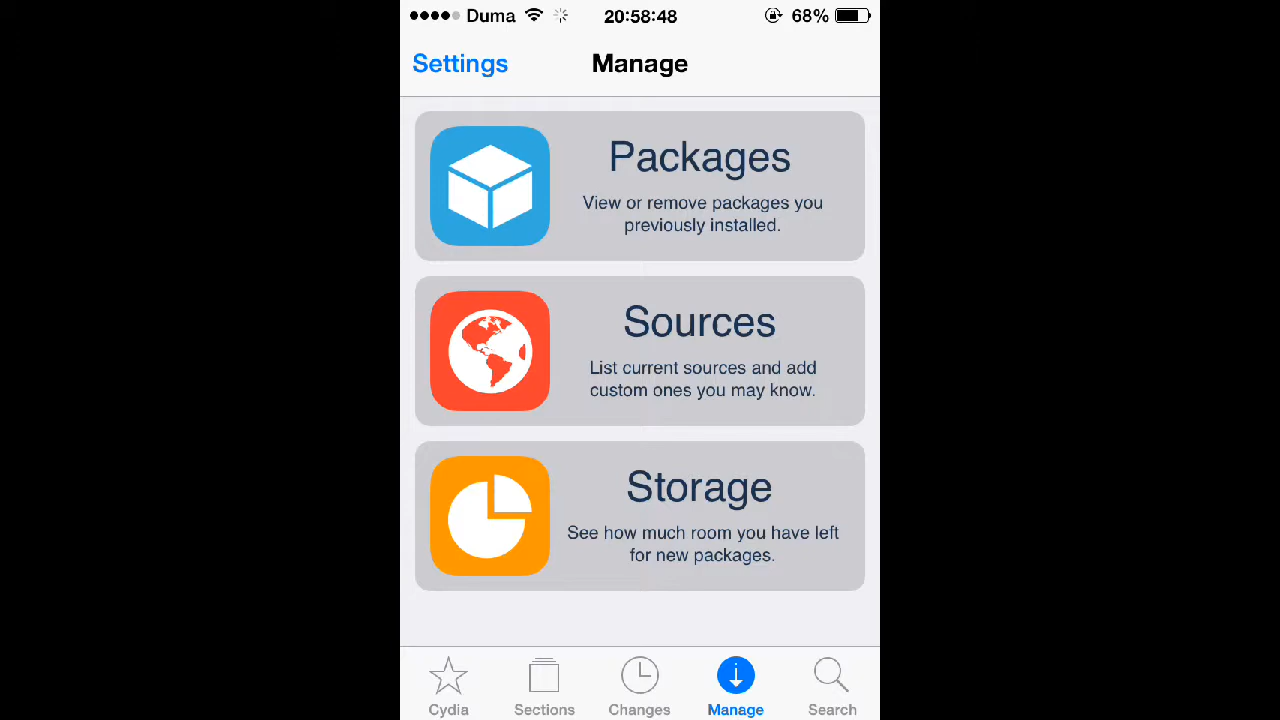 Duma 20:58:48 68%
Settings Manage
Packages
View or remove packages you
previously installed.
Sources
List current sources and add
custom ones you may know.
Storage
See how much room you have left
for new packages.
Cydia Sections Changes Manage Search